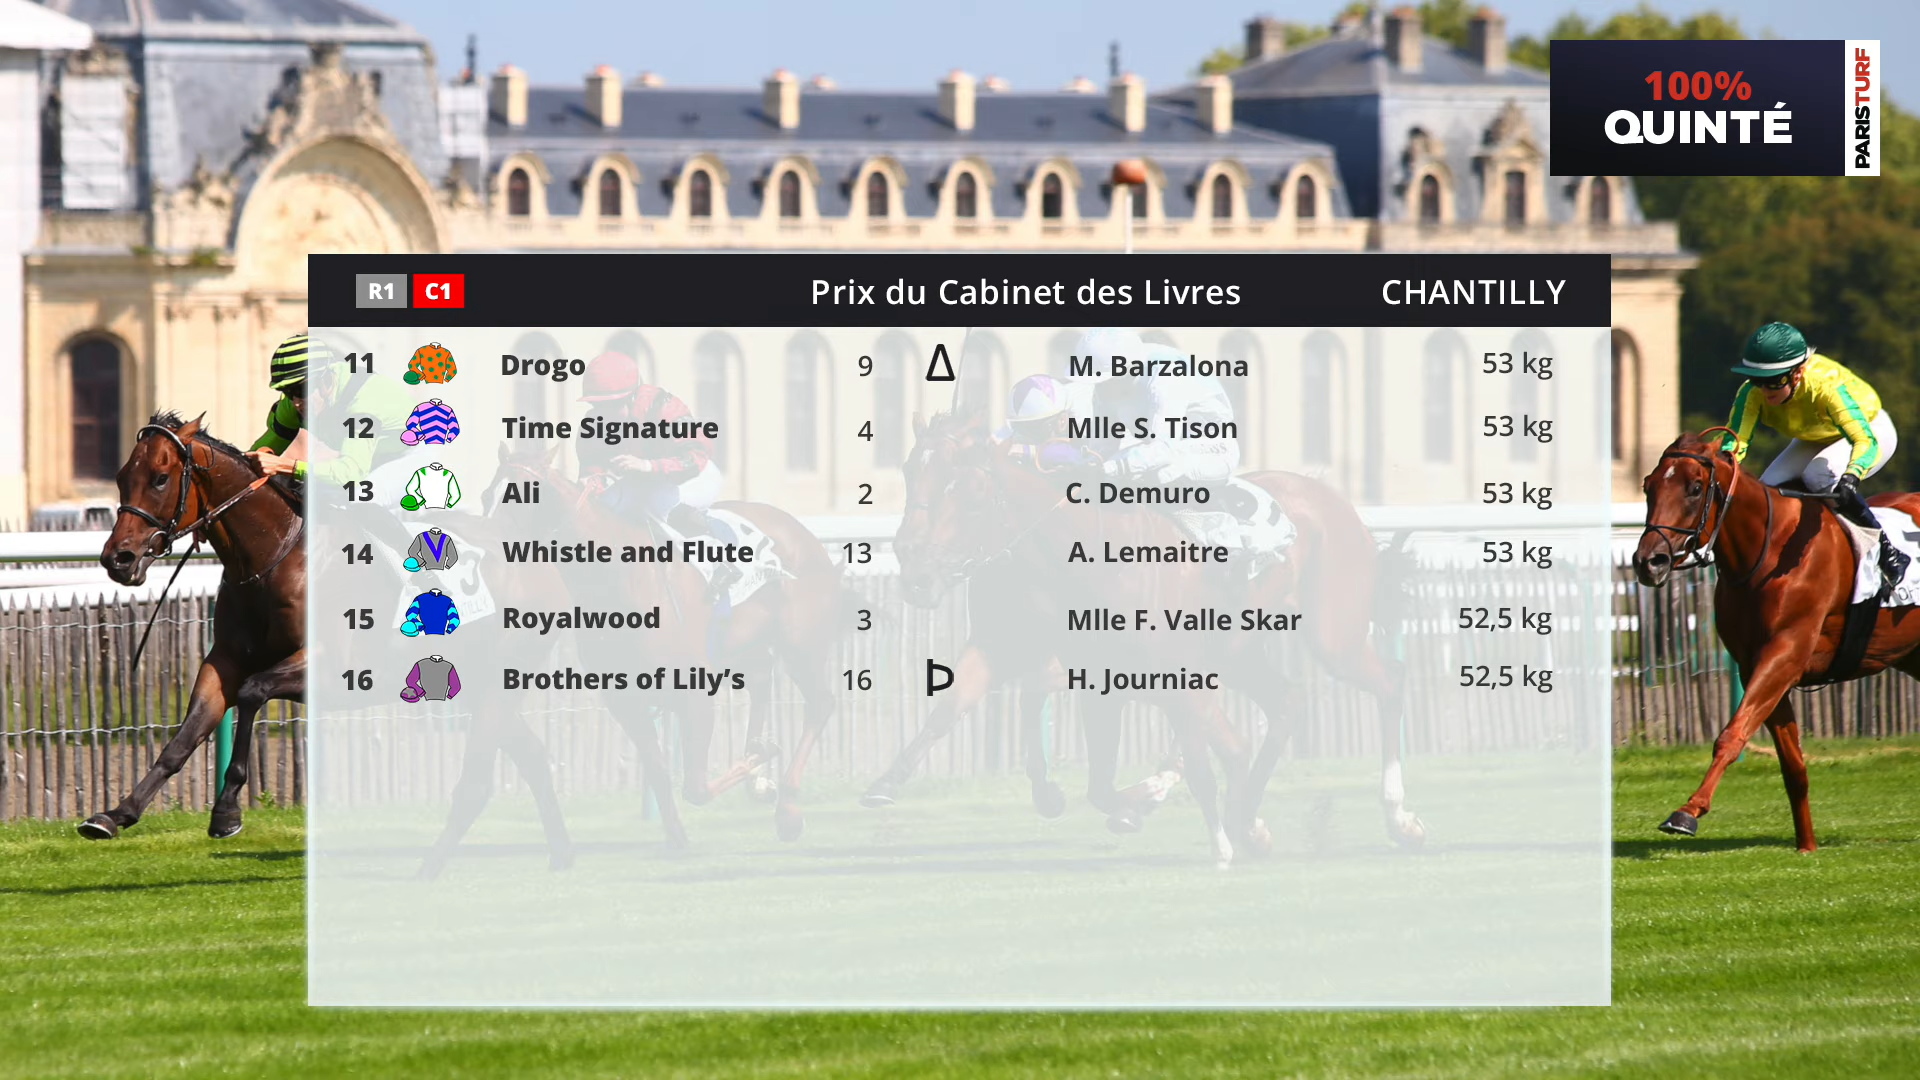 100%
QUINTÉ
PARISTURF
R1 C1 Prix du Cabinet des Livres CHANTILLY
11 Drogo 9 Δ M. Barzalona 53 kg
12 Time Signature 4 Mlle S. Tison 53 kg
13 Ali 2 C. Demuro 53 kg
14 Whistle and Flute 13 A. Lemaitre 53 kg
15 Royalwood 3 Mlle F. Valle Skar 52,5 kg
16 Brothers of Lily’s 16 Þ H. Journiac 52,5 kg